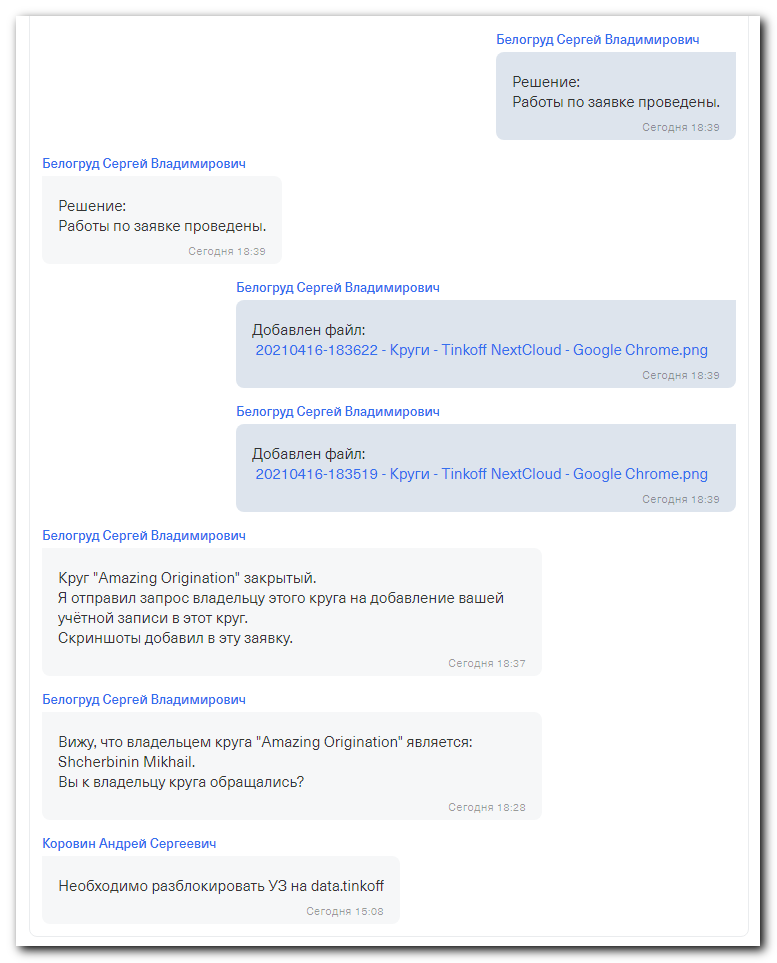 Белогруд Сергей Владимирович
Решение:
Работы по заявке проведены.
Сегодня 18:39
Белогруд Сергей Владимирович
Решение:
Работы по заявке проведены.
Сегодня 18:39
Белогруд Сергей Владимирович
Добавлен файл:
20210416-183622 - Круги - Tinkoff NextCloud - Google Chrome.png
Сегодня 18:39
Белогруд Сергей Владимирович
Добавлен файл:
20210416-183519 - Круги - Tinkoff NextCloud - Google Chrome.png
Сегодня 18:39
Белогруд Сергей Владимирович
Круг "Amazing Origination" закрытый.
Я отправил запрос владельцу этого круга на добавление вашей
учётной записи в этот круг.
Скриншоты добавил в эту заявку.
Сегодня 18:37
Белогруд Сергей Владимирович
Вижу, что владельцем круга "Amazing Origination" является:
Shcherbinin Mikhail.
Вы к владельцу круга обращались?
Сегодня 18:28
Коровин Андрей Сергеевич
Необходимо разблокировать УЗ на data.tinkoff
Сегодня 15:08